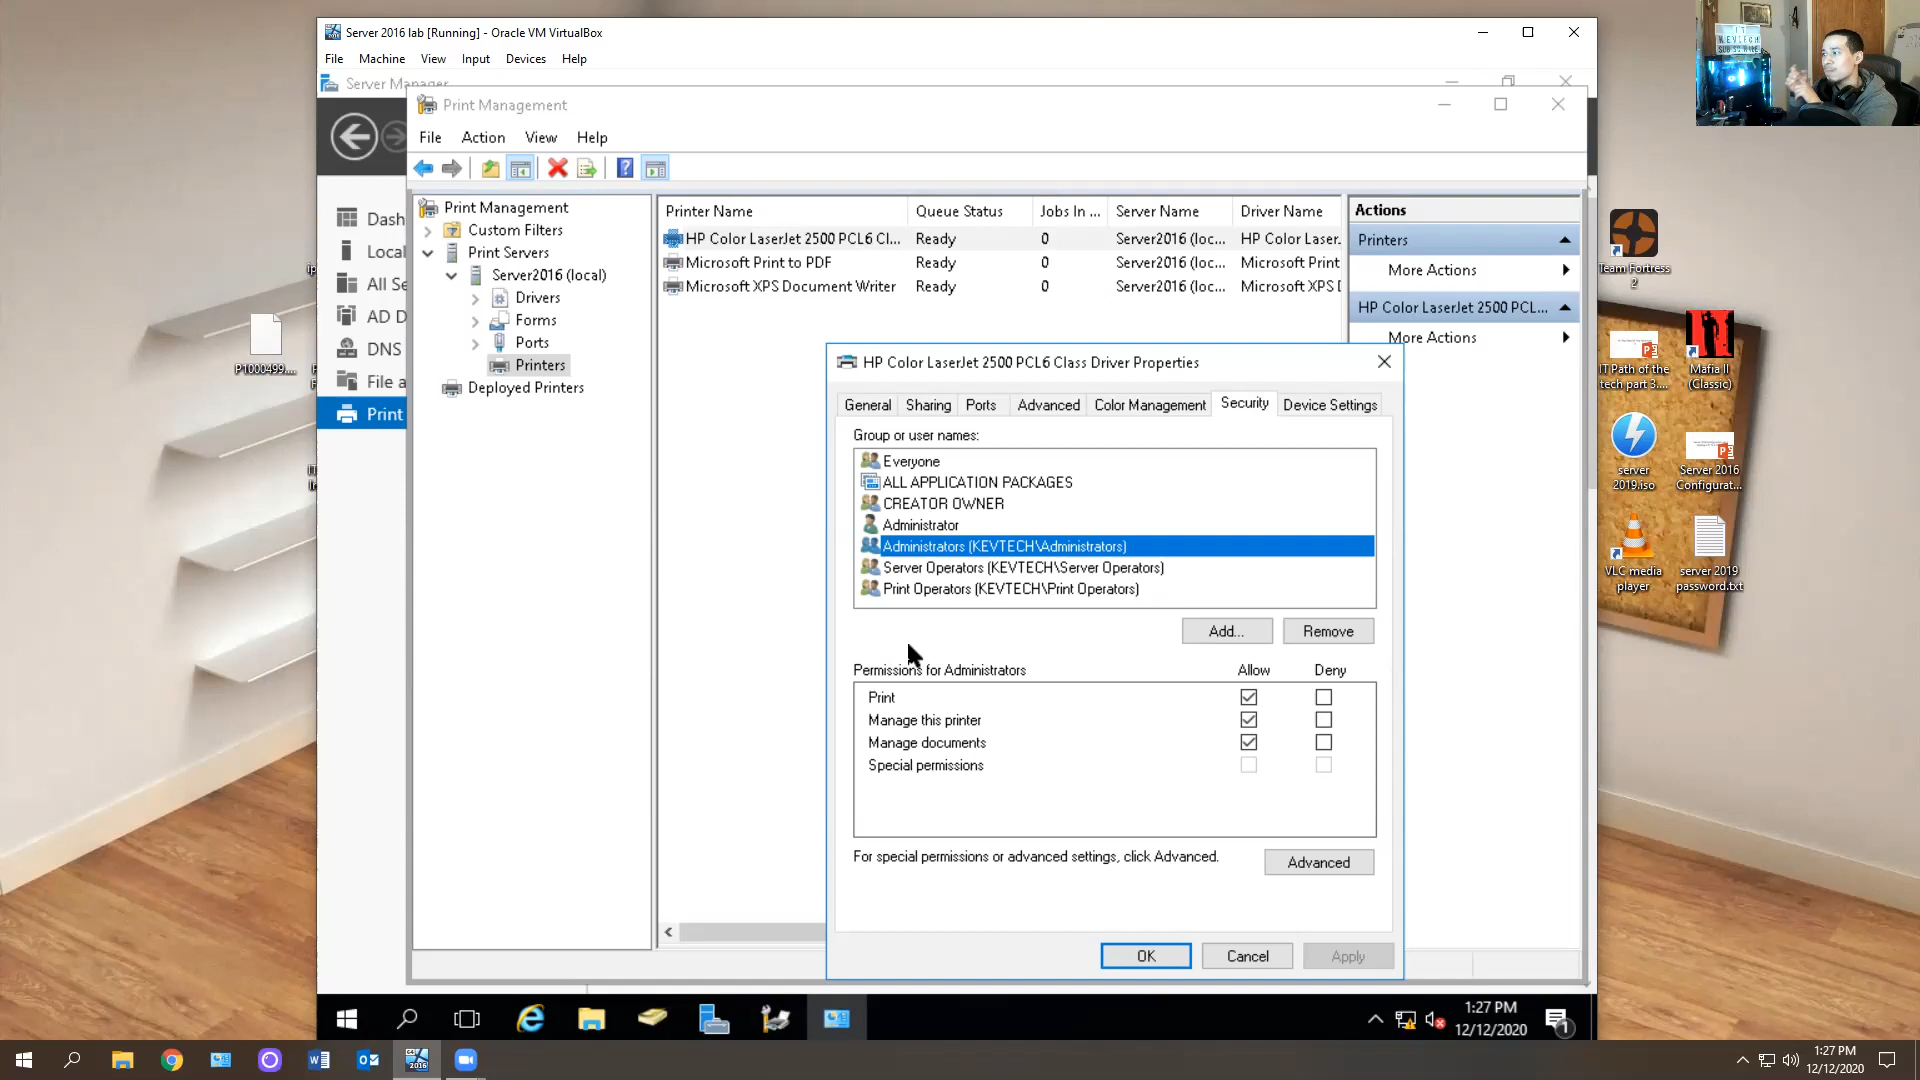 Server 2016 lab [Running] - Oracle VM VirtualBox
File Machine View Input Devices Help
Server Manager
Print Management
File Action View Help
Dash
Local
All Se
AD D
DNS
File a
Print
Print Management
Custom Filters
Print Servers
Server2016 (local)
Drivers
Forms
Ports
Printers
Deployed Printers
Printer Name Queue Status Jobs In ... Server Name Driver Name
HP Color LaserJet 2500 PCL6 Cl... Ready 0 Server2016 (loc... HP Color Laser.
Microsoft Print to PDF Ready 0 Server2016 (loc... Microsoft Print
Microsoft XPS Document Writer Ready 0 Server2016 (loc... Microsoft XPS
Actions
Printers
More Actions
HP Color LaserJet 2500 PCL...
More Actions
HP Color LaserJet 2500 PCL6 Class Driver Properties
General Sharing Ports Advanced Color Management Security Device Settings
Group or user names:
Everyone
ALL APPLICATION PACKAGES
CREATOR OWNER
Administrator
Administrators (KEVTECH\Administrators)
Server Operators (KEVTECH\Server Operators)
Print Operators (KEVTECH\Print Operators)
Add... Remove
Permissions for Administrators Allow Deny
Print
Manage this printer
Manage documents
Special permissions
For special permissions or advanced settings, click Advanced.
Advanced
OK Cancel Apply
P1000499....
Team Fortress
2
IT Path of the
tech part 3....
Mafia II
(Classic)
server
2019.iso
Server 2016
Configurat...
VLC media
player
server 2019
password.txt
1:27 PM
12/12/2020
1
2016
1:27 PM
12/12/2020